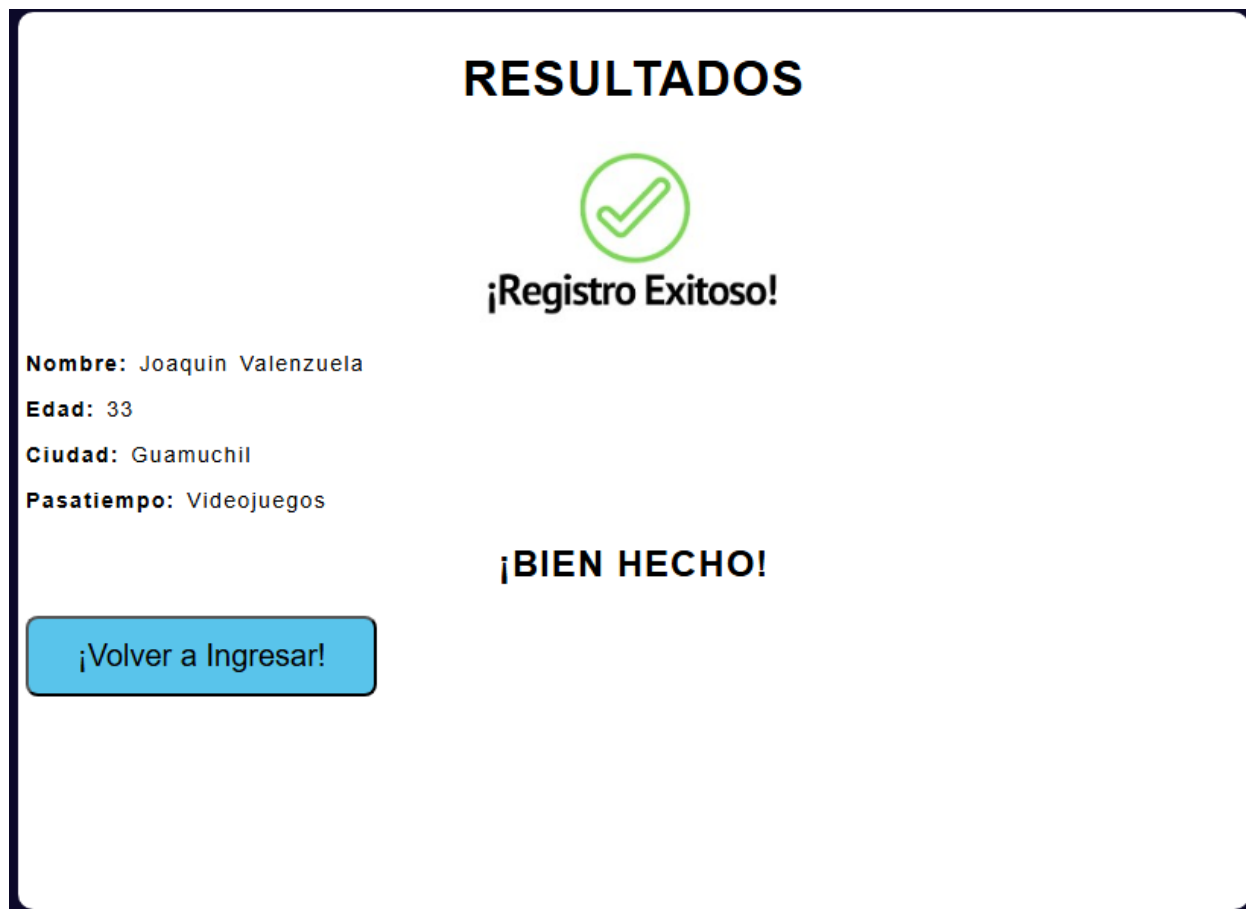 RESULTADOS
¡Registro Exitoso!
Nombre: Joaquin Valenzuela
Edad: 33
Ciudad: Guamuchil
Pasatiempo: Videojuegos
¡BIEN HECHO!
¡Volver a Ingresar!